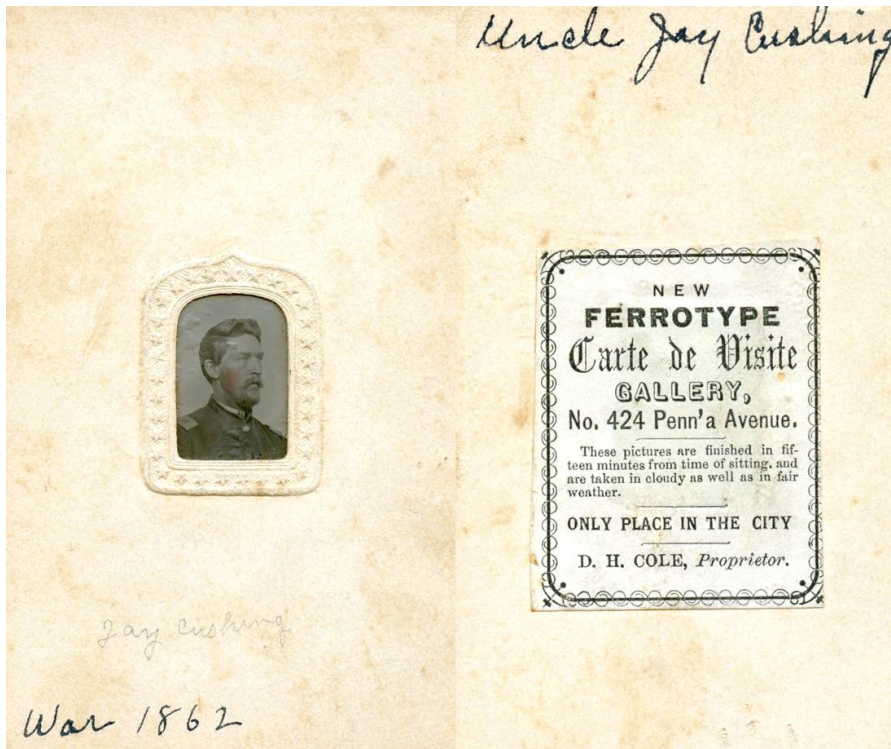 Jay Cushing
War 1862
Uncle Jay Cushing
NEW
FERROTYPE
Carte de Visite
GALLERY,
No. 424 Penn'a Avenue.
These pictures are finished in fif-
teen minutes from time of sitting, and
are taken in cloudy as well as in fair
weather.
ONLY PLACE IN THE CITY
D. H. COLE, Proprietor.